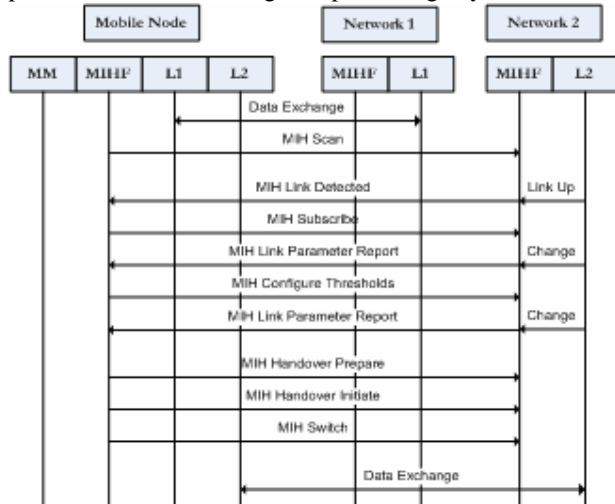 Mobile Node Network 1 Network 2
MM MIHF L1 L2 MIHF L1 MIHF L2
Data Exchange
MIH Scan
MIH Link Detected Link Up
MIH Subscribe
MIH Link Parameter Report Change
MIH Configure Thresholds
MIH Link Parameter Report Change
MIH Handover Prepare
MIH Handover Initiate
MIH Switch
Data Exchange